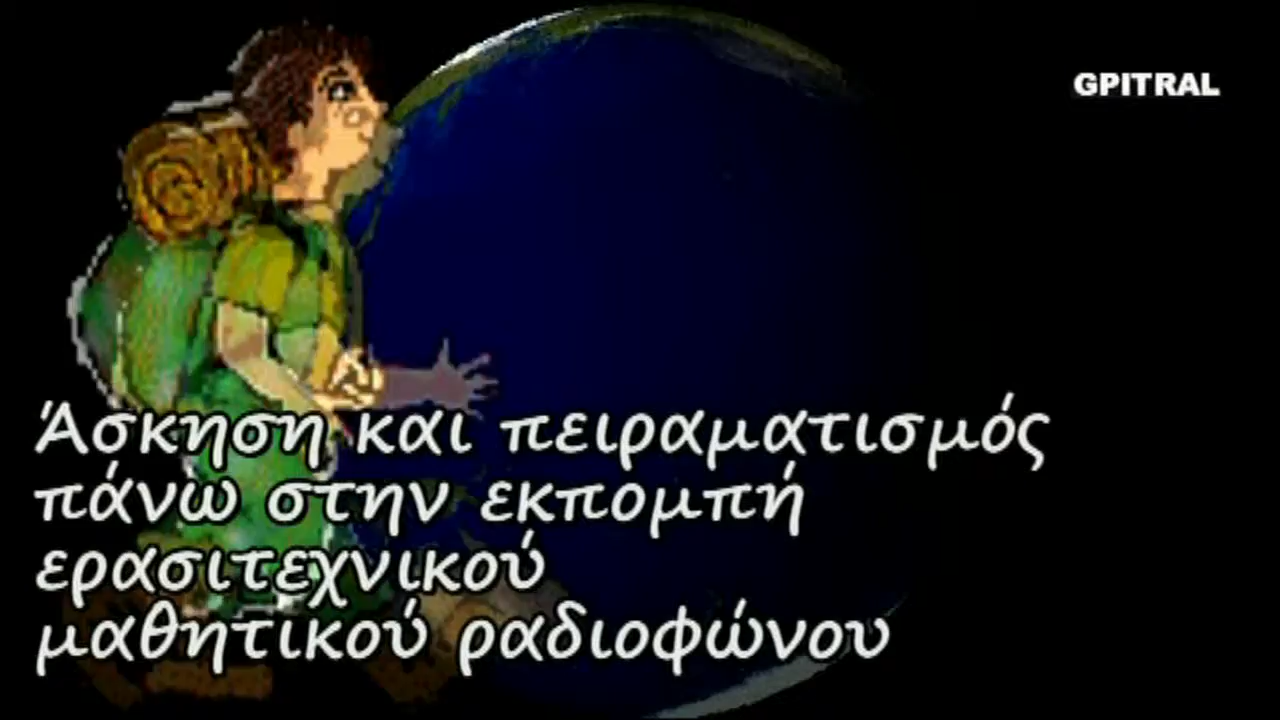 GPITRAL
Άσκηση και πειραματισμός
πάνω στην εκπομπή
ερασιτεχνικού
μαθητικού ραδιοφώνου